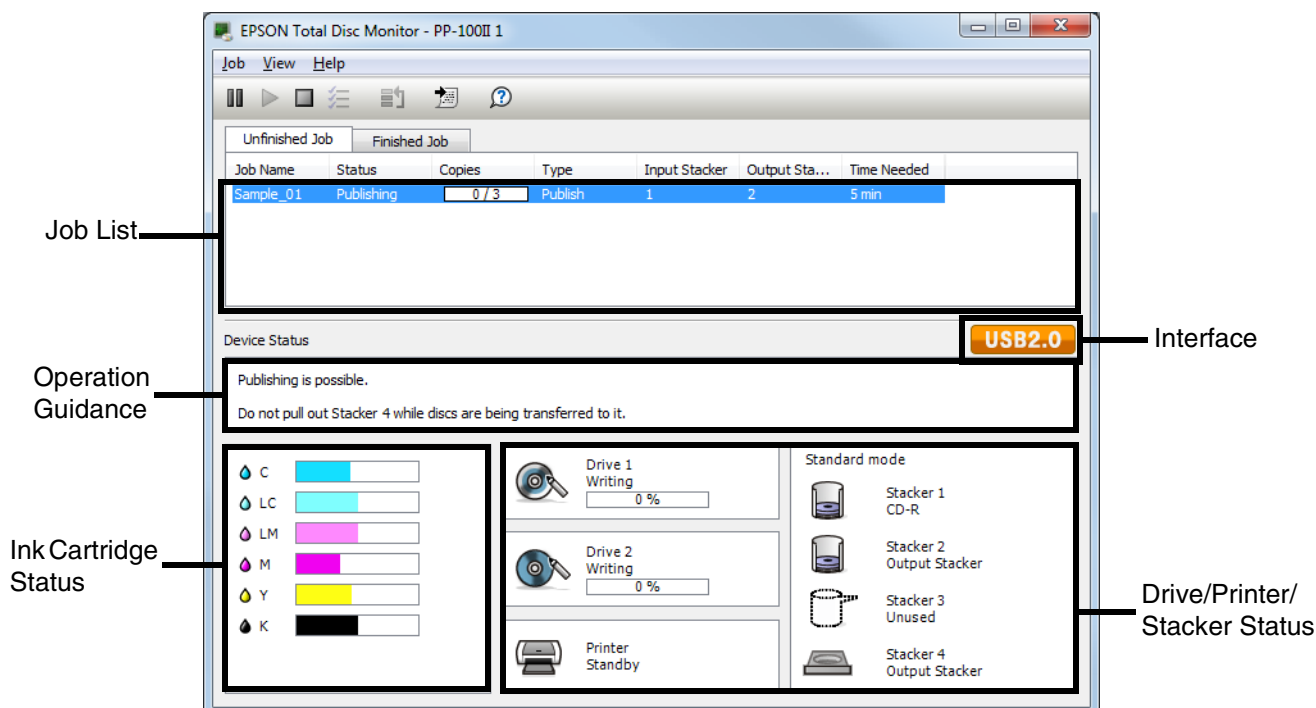 EPSON Total Disc Monitor - PP-100II 1
Job View Help
Unfinished Job Finished Job
Job Name Status Copies Type Input Stacker Output Sta... Time Needed
Sample_01 Publishing 0 / 3 Publish 1 2 5 min
Job List
Device Status
USB2.0
Interface
Operation
Guidance
Publishing is possible.
Do not pull out Stacker 4 while discs are being transferred to it.
Ink Cartridge
Status
C
LC
LM
M
Y
K
Drive 1
Writing
0 %
Drive 2
Writing
0 %
Printer
Standby
Standard mode
Stacker 1
CD-R
Stacker 2
Output Stacker
Stacker 3
Unused
Stacker 4
Output Stacker
Drive/Printer/
Stacker Status